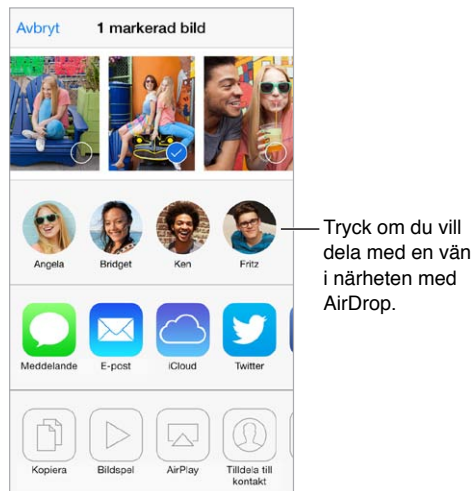 Avbryt 1 markerad bild
Angela Bridget Ken Fritz
Tryck om du vill
dela med en vän
i närheten med
AirDrop.
Meddelande E-post iCloud Twitter
Kopiera Bildspel AirPlay Tilldela till
kontakt